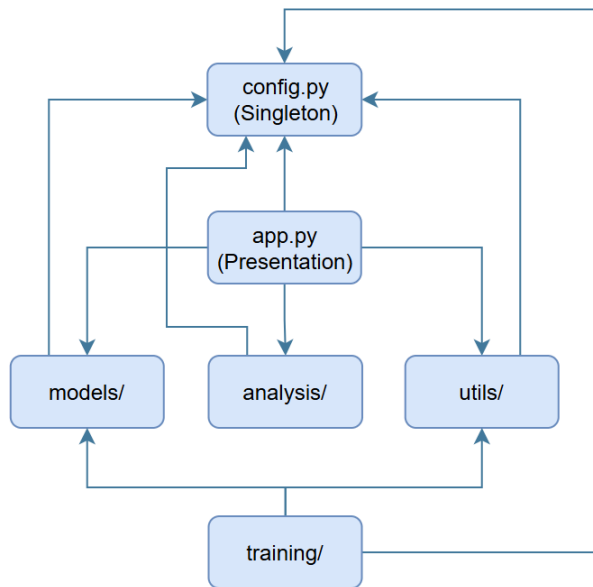 config.py
(Singleton)
app.py
(Presentation)
models/
analysis/
utils/
training/